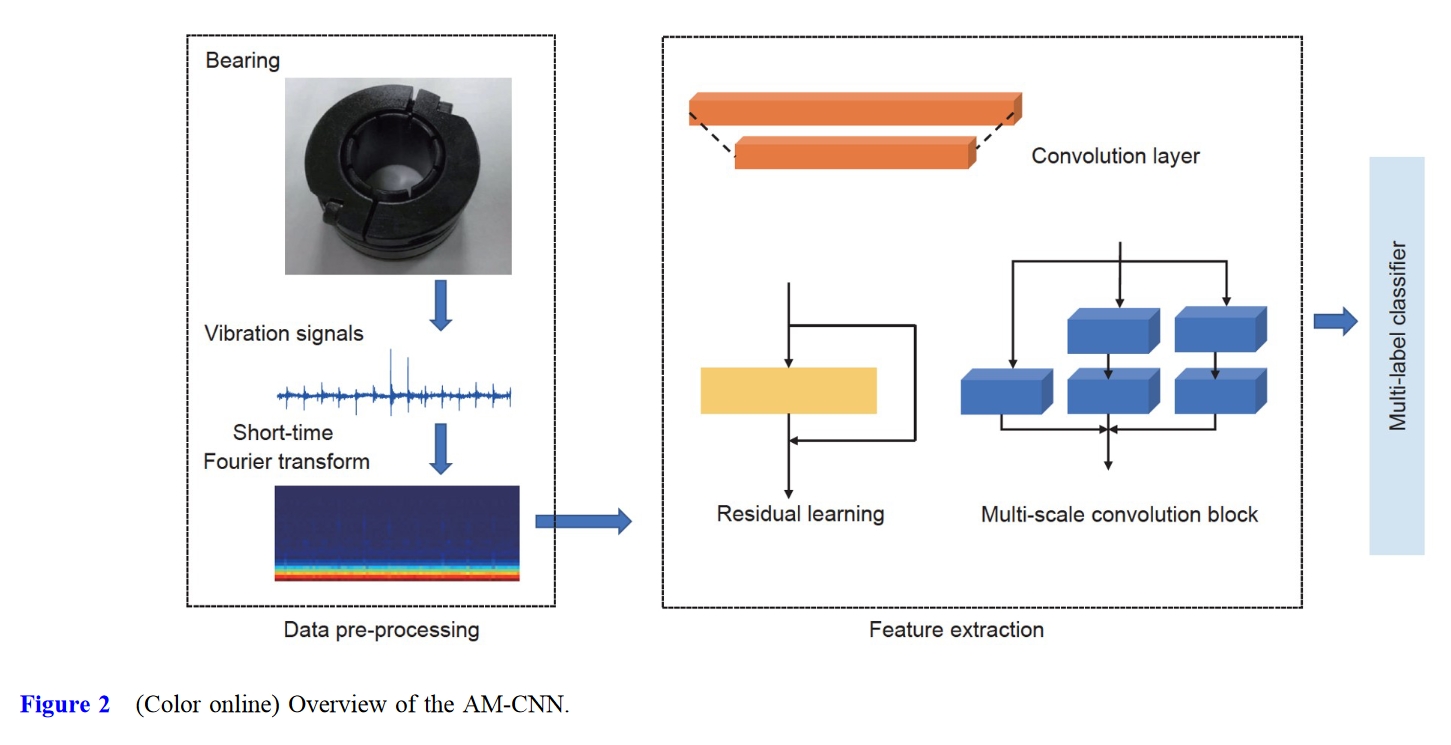 Bearing
Vibration signals
Short-time
Fourier transform
Data pre-processing
Convolution layer
Residual learning
Multi-scale convolution block
Feature extraction
Multi-label classifier
Figure 2 (Color online) Overview of the AM-CNN.